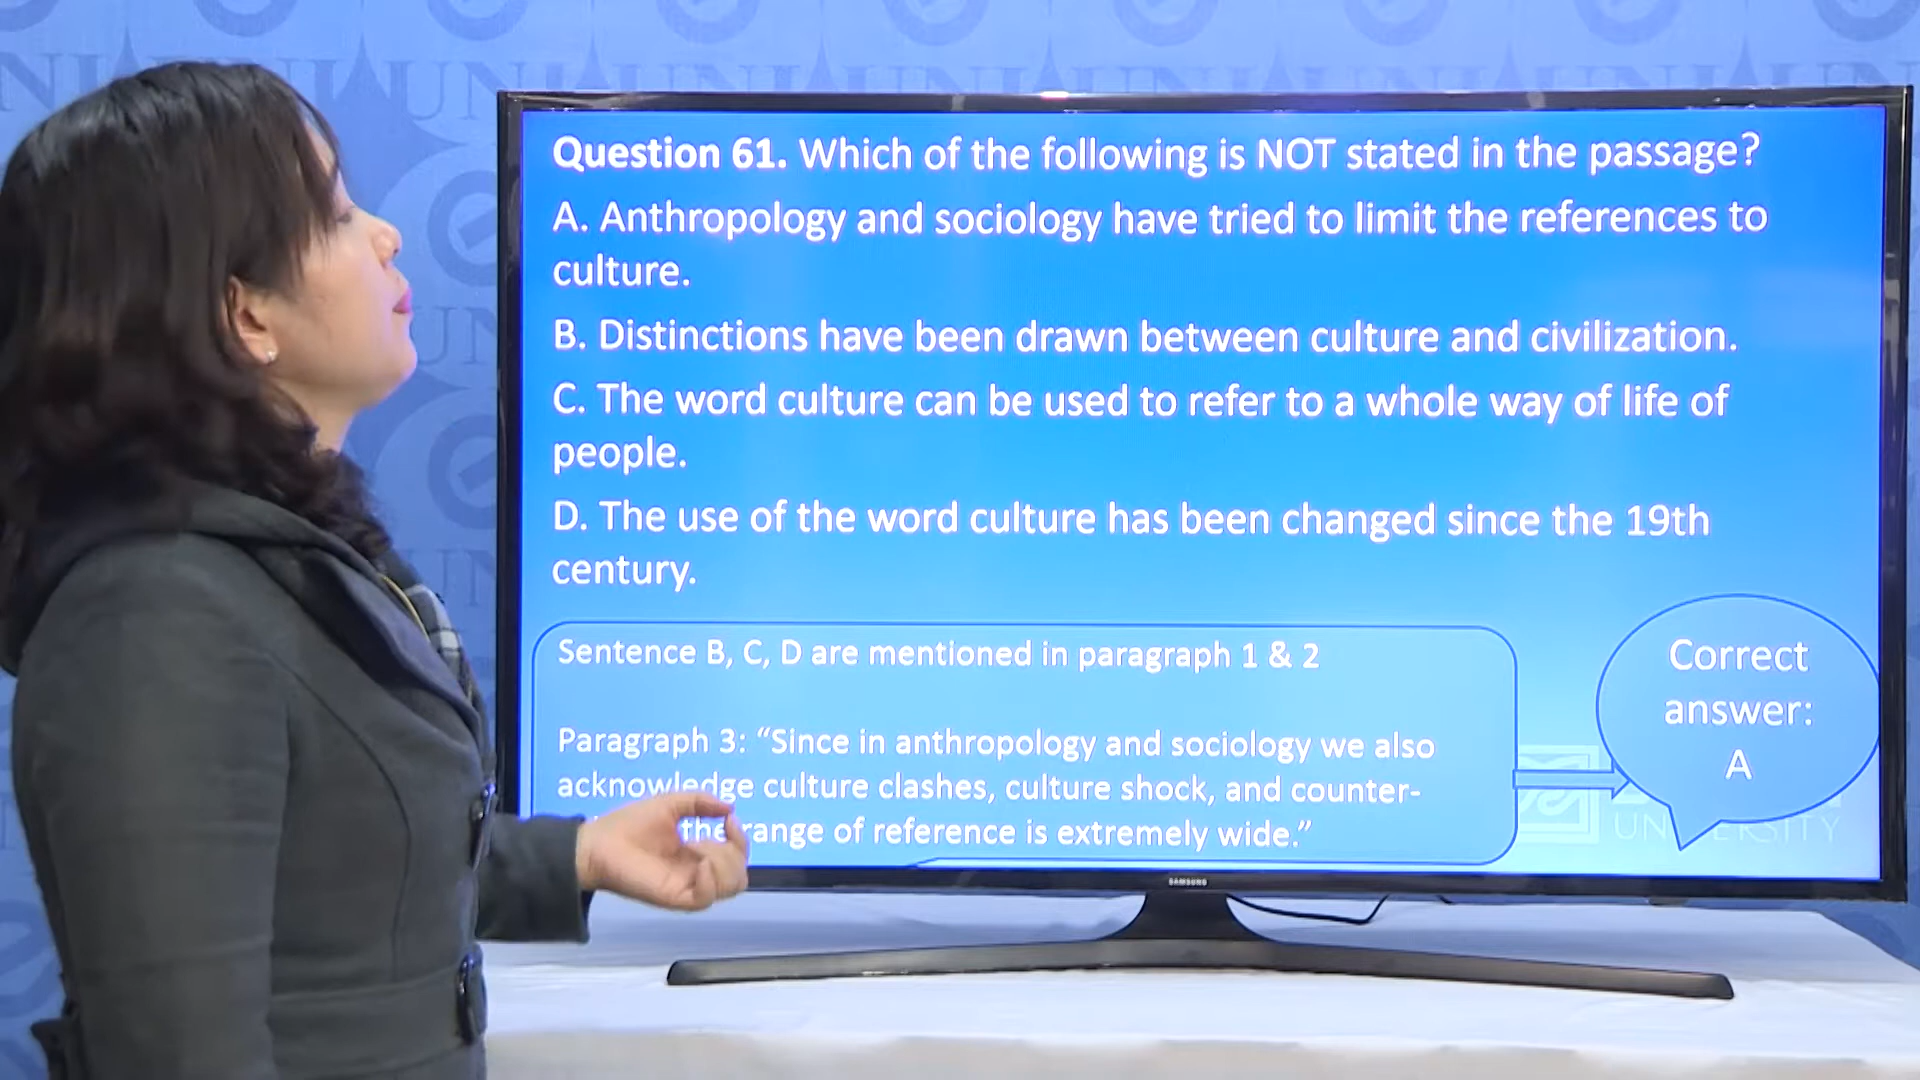 Question 61. Which of the following is NOT stated in the passage?
A. Anthropology and sociology have tried to limit the references to
culture.
B. Distinctions have been drawn between culture and civilization.
C. The word culture can be used to refer to a whole way of life of
people.
D. The use of the word culture has been changed since the 19th
century.
Sentence B, C, D are mentioned in paragraph 1 & 2
Paragraph 3: “Since in anthropology and sociology we also
acknowledge culture clashes, culture shock, and counter-
the range of reference is extremely wide.”
Correct
answer:
A
UNIVERSITY
SAMSUNG